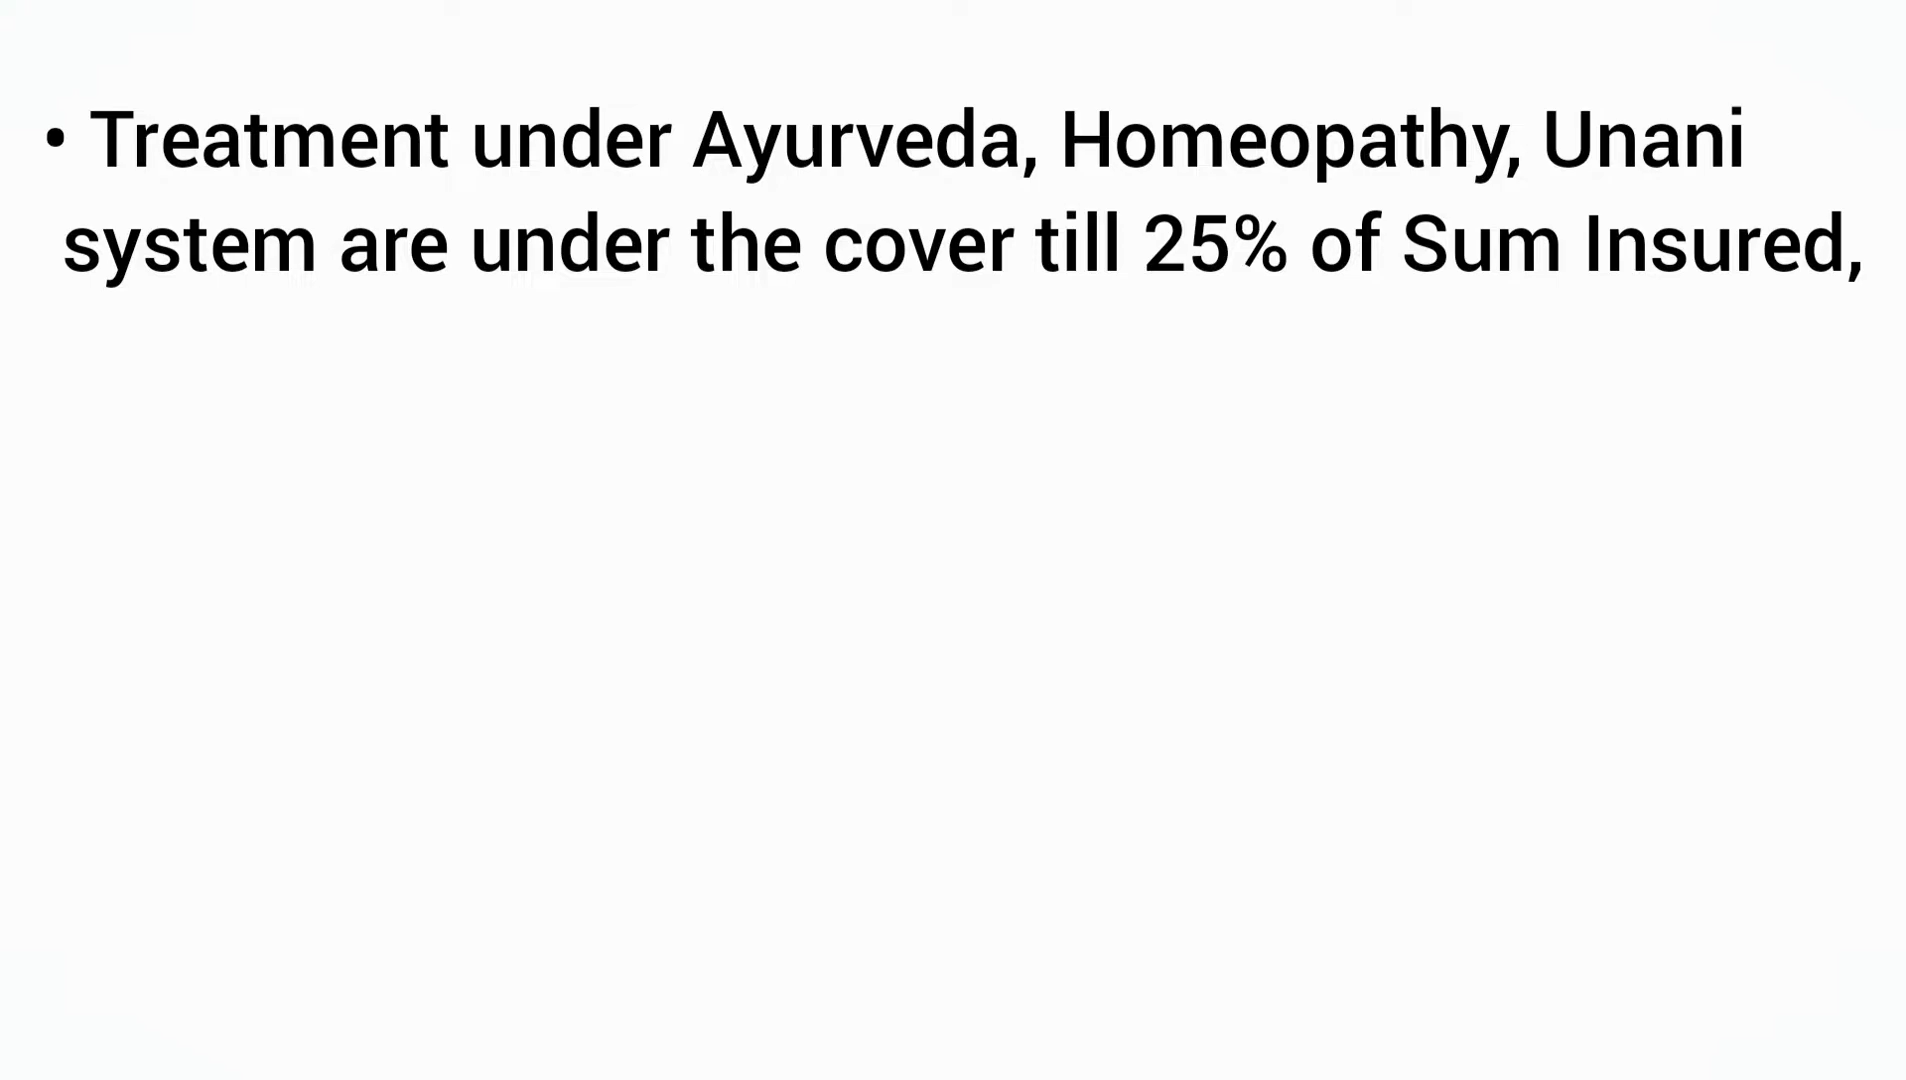 • Treatment under Ayurveda, Homeopathy, Unani
system are under the cover till 25% of Sum Insured,